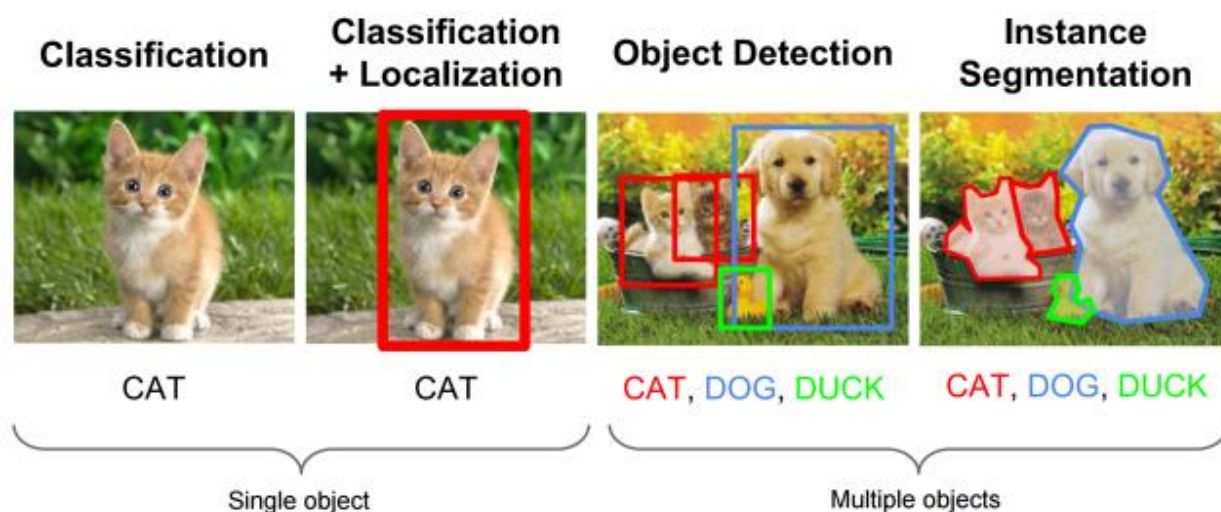 Classification
Classification
+ Localization
Object Detection
Instance
Segmentation
CAT
CAT
CAT, DOG, DUCK
CAT, DOG, DUCK
Single object
Multiple objects